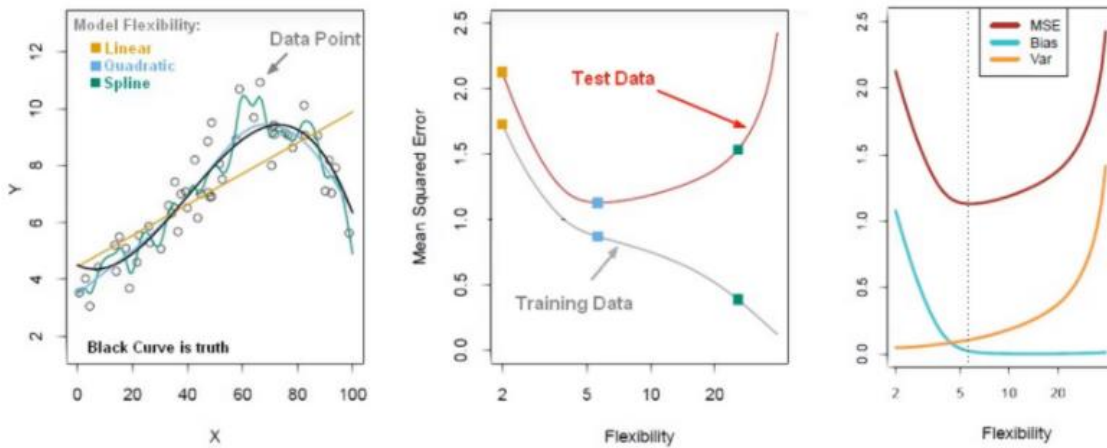 Model Flexibility:
Linear
Quadratic
Spline
Data Point
Black Curve is truth
Y
2
4
6
8
10
12
0
20
40
60
80
100
X
Test Data
Training Data
Mean Squared Error
0.0
0.5
1.0
1.5
2.0
2.5
2
5
10
20
Flexibility
MSE
Bias
Var
0.0
0.5
1.0
1.5
2.0
2.5
2
5
10
20
Flexibility